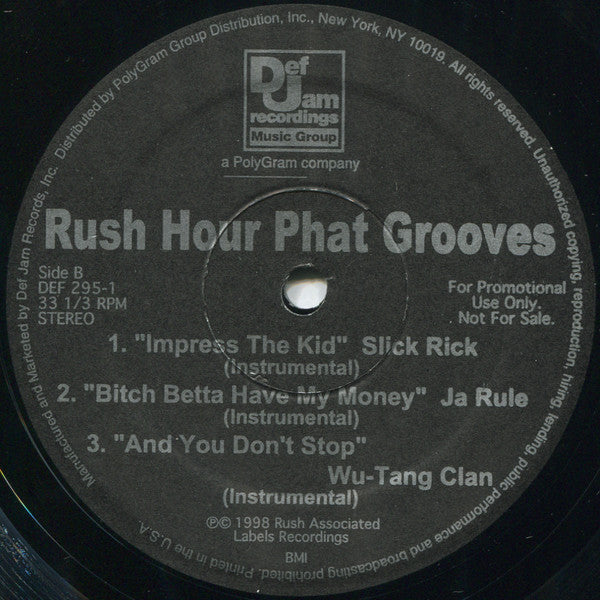 Manufactured and Marketed by Def Jam Records, Inc. Distributed by PolyGram Group Distribution, Inc., New York, NY 10019. All rights reserved. Unauthorized copying, reproduction, hiring, lending, public performance and broadcasting prohibited. Printed in the U.S.A.
Def
Jam
recordings
Music Group
a PolyGram company
Rush Hour Phat Grooves
Side B
DEF 295-1
33 1/3 RPM
STEREO
For Promotional
Use Only.
Not For Sale.
1. "Impress The Kid" Slick Rick
(Instrumental)
2. "Bitch Betta Have My Money" Ja Rule
(Instrumental)
3. "And You Don't Stop"
Wu-Tang Clan
(Instrumental)
℗© 1998 Rush Associated
Labels Recordings
BMI